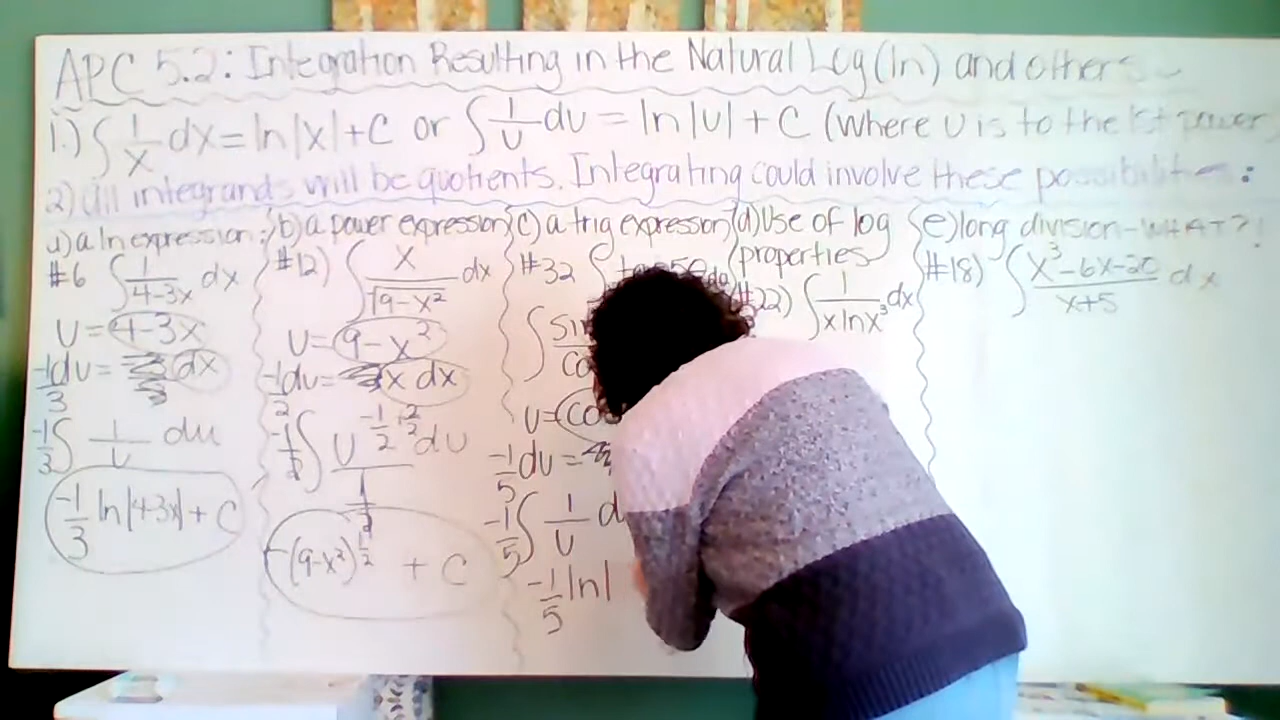 APC 5.2: Integration Resulting in the Natural Log (ln) and others
1.) ∫ 1/x dx = ln|x| + C or ∫ 1/u du = ln|u| + C (where u is to the 1st power
2) All integrands will be quotients. Integrating could involve these possibilities:
a) a ln expression:
#6 ∫ 1/(4-3x) dx
u = 4-3x
-1/3 du = dx
-1/3 ∫ 1/u du
-1/3 ln|4-3x| + C
b) a power expression
#12) ∫ x/√(9-x²) dx
u = 9-x²
-1/2 du = x dx
-1/2 ∫ u^(-1/2+2/2) du
-(9-x²)^(1/2) + C
c) a trig expression
#32 ∫ tan5θ dθ
∫
-1/5 du =
-1/5 ∫ 1/u
-1/5 ln|
(d) Use of log
properties
#22) ∫ 1/(x ln x³) dx
(e) long division - WHAT?!
#18) ∫ (x³-6x-20)/(x+5) dx